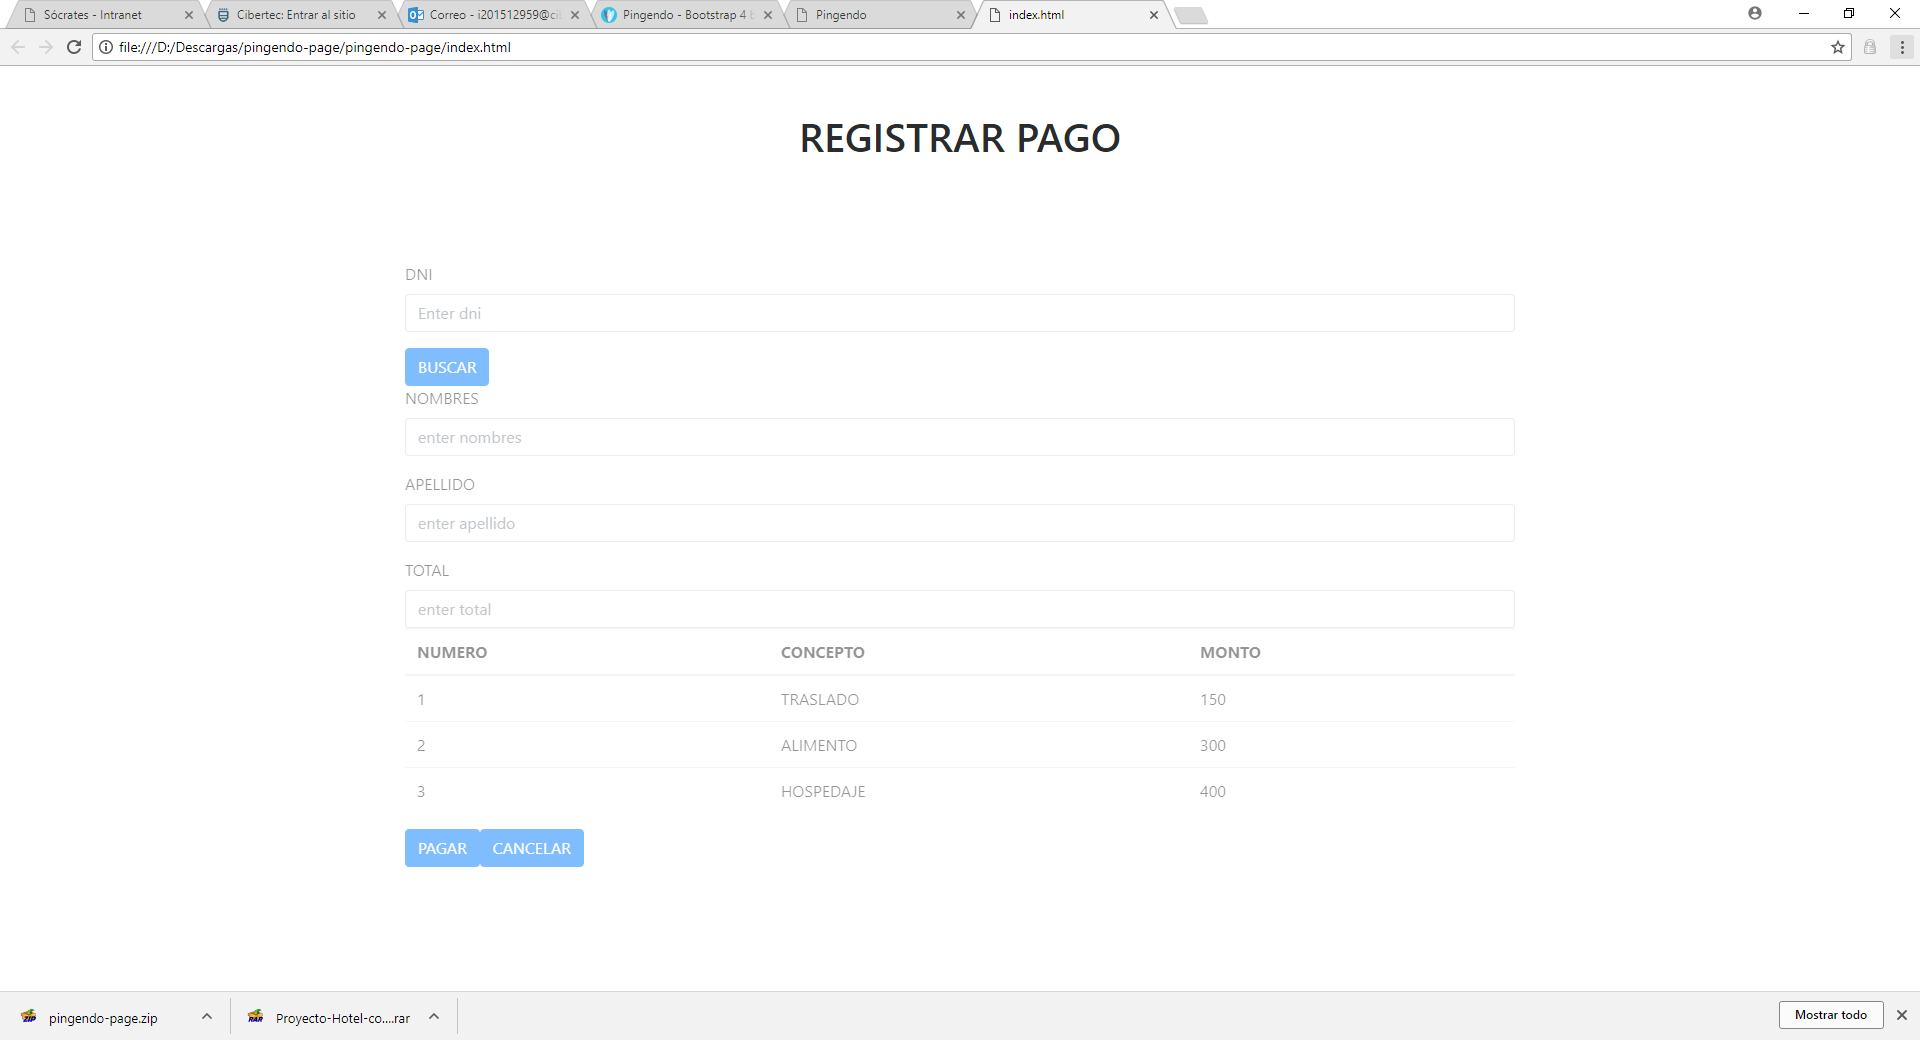 Sócrates - Intranet
Cibertec: Entrar al sitio
Correo - i201512959@ci
Pingendo - Bootstrap 4 b
Pingendo
index.html
file:///D:/Descargas/pingendo-page/pingendo-page/index.html
REGISTRAR PAGO
DNI
Enter dni
BUSCAR
NOMBRES
enter nombres
APELLIDO
enter apellido
TOTAL
enter total
NUMERO CONCEPTO MONTO
1 TRASLADO 150
2 ALIMENTO 300
3 HOSPEDAJE 400
PAGAR CANCELAR
pingendo-page.zip
Proyecto-Hotel-co....rar
Mostrar todo